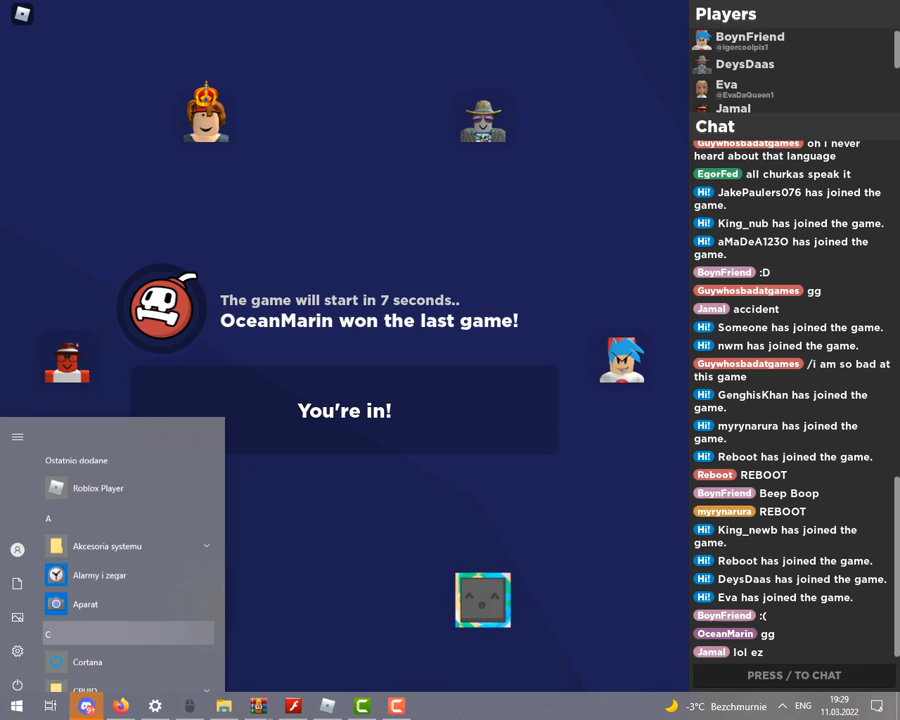 Players
BoynFriend
@igorcoolpix1
DeysDaas
Eva
@EvaDaQueen1
Jamal
Chat
Guywhosbadatgames oh i never
heard about that language
EgorFed all churkas speak it
Hi! JakePaulers076 has joined the
game.
Hi! King_nub has joined the game.
Hi! aMaDeA123O has joined the
game.
BoynFriend :D
Guywhosbadatgames gg
Jamal accident
Hi! Someone has joined the game.
Hi! nwm has joined the game.
Guywhosbadatgames /i am so bad at
this game
Hi! GenghisKhan has joined the
game.
Hi! myrynarura has joined the
game.
Hi! Reboot has joined the game.
Reboot REBOOT
BoynFriend Beep Boop
myrynarura REBOOT
Hi! King_newb has joined the
game.
Hi! Reboot has joined the game.
Hi! DeysDaas has joined the game.
Hi! Eva has joined the game.
BoynFriend :(
OceanMarin gg
Jamal lol ez
PRESS / TO CHAT
The game will start in 7 seconds..
OceanMarin won the last game!
You're in!
Ostatnio dodane
Roblox Player
A
Akcesoria systemu
Alarmy i zegar
Aparat
C
Cortana
CPUID
-3°C Bezchmurnie
ENG
19:29
11.03.2022